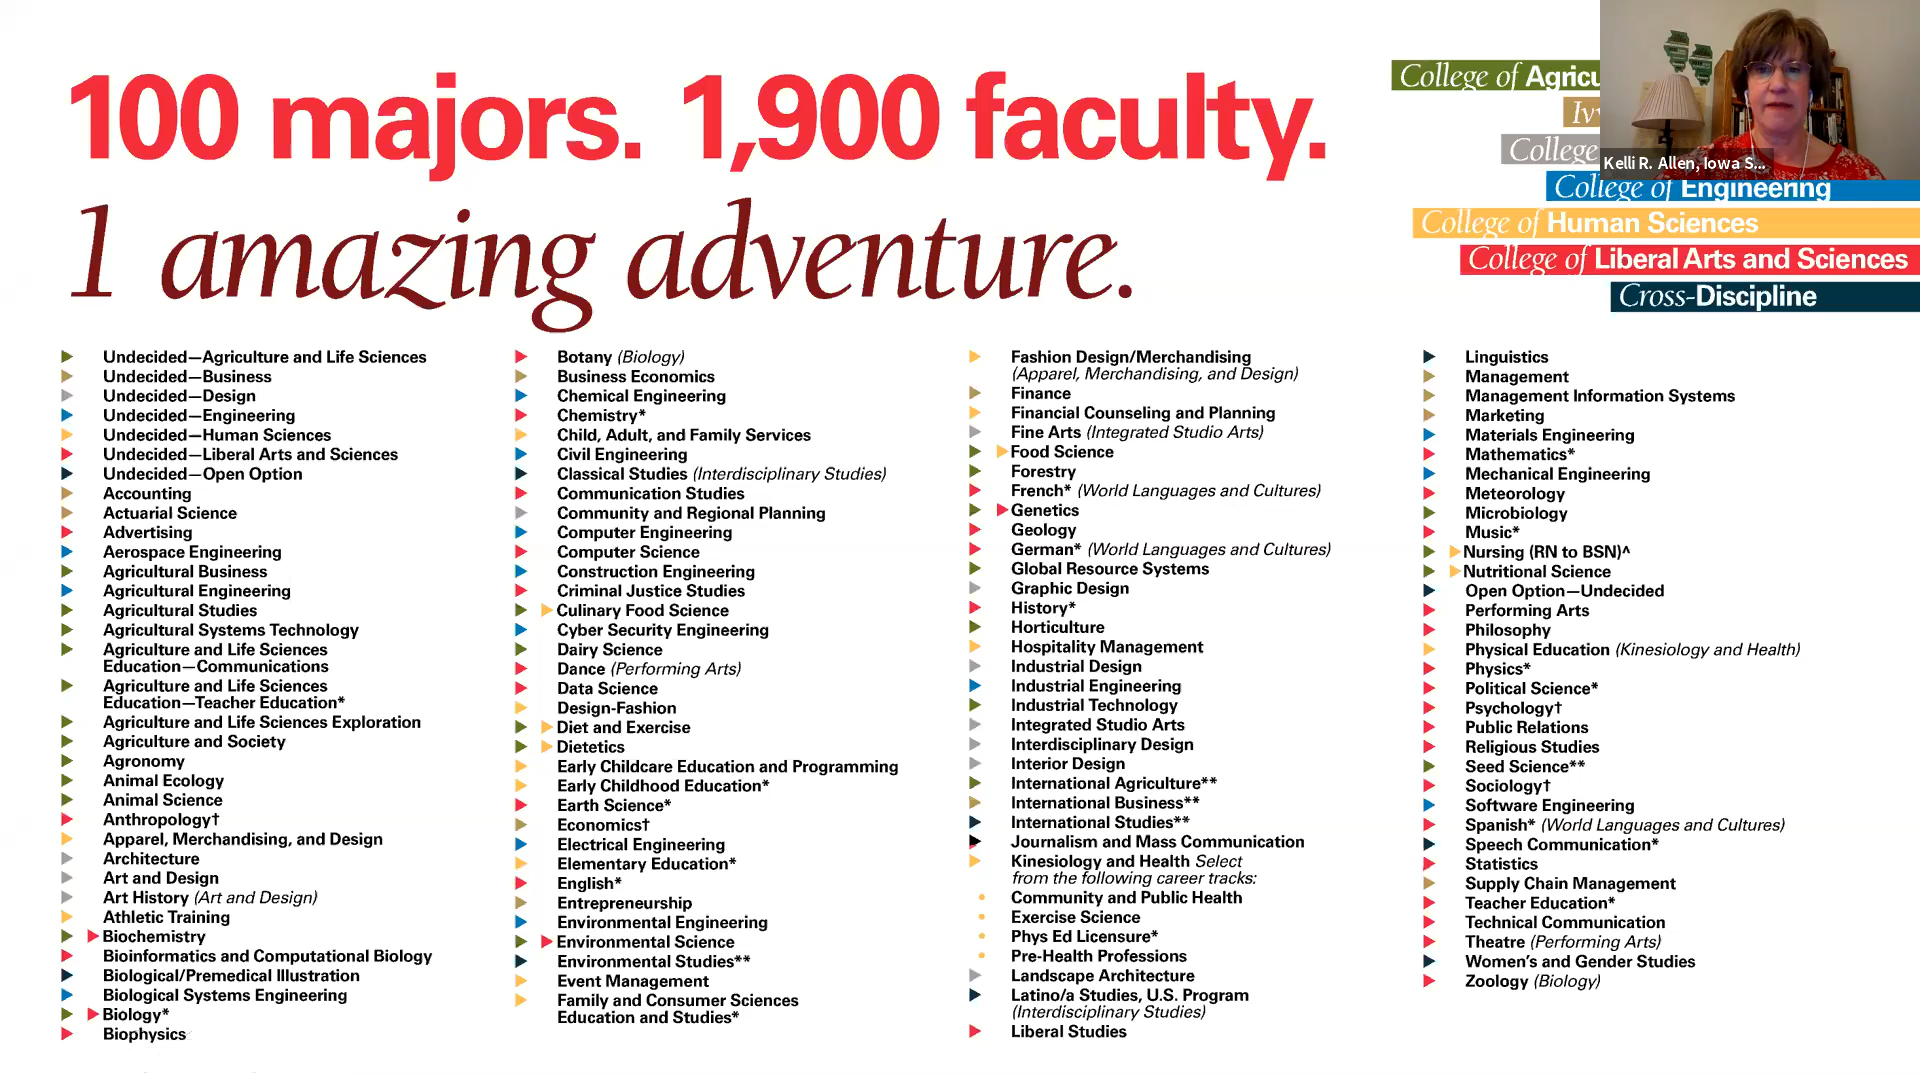 100 majors. 1,900 faculty.
1 amazing adventure.
College of Agricu
Iv
College
College of Engineering
College of Human Sciences
College of Liberal Arts and Sciences
Cross-Discipline
Kelli R. Allen, Iowa S...
Undecided—Agriculture and Life Sciences
Undecided—Business
Undecided—Design
Undecided—Engineering
Undecided—Human Sciences
Undecided—Liberal Arts and Sciences
Undecided—Open Option
Accounting
Actuarial Science
Advertising
Aerospace Engineering
Agricultural Business
Agricultural Engineering
Agricultural Studies
Agricultural Systems Technology
Agriculture and Life Sciences
Education—Communications
Agriculture and Life Sciences
Education—Teacher Education*
Agriculture and Life Sciences Exploration
Agriculture and Society
Agronomy
Animal Ecology
Animal Science
Anthropology†
Apparel, Merchandising, and Design
Architecture
Art and Design
Art History (Art and Design)
Athletic Training
Biochemistry
Bioinformatics and Computational Biology
Biological/Premedical Illustration
Biological Systems Engineering
Biology*
Biophysics
Botany (Biology)
Business Economics
Chemical Engineering
Chemistry*
Child, Adult, and Family Services
Civil Engineering
Classical Studies (Interdisciplinary Studies)
Communication Studies
Community and Regional Planning
Computer Engineering
Computer Science
Construction Engineering
Criminal Justice Studies
Culinary Food Science
Cyber Security Engineering
Dairy Science
Dance (Performing Arts)
Data Science
Design-Fashion
Diet and Exercise
Dietetics
Early Childcare Education and Programming
Early Childhood Education*
Earth Science*
Economics†
Electrical Engineering
Elementary Education*
English*
Entrepreneurship
Environmental Engineering
Environmental Science
Environmental Studies**
Event Management
Family and Consumer Sciences
Education and Studies*
Fashion Design/Merchandising
(Apparel, Merchandising, and Design)
Finance
Financial Counseling and Planning
Fine Arts (Integrated Studio Arts)
Food Science
Forestry
French* (World Languages and Cultures)
Genetics
Geology
German* (World Languages and Cultures)
Global Resource Systems
Graphic Design
History*
Horticulture
Hospitality Management
Industrial Design
Industrial Engineering
Industrial Technology
Integrated Studio Arts
Interdisciplinary Design
Interior Design
International Agriculture**
International Business**
International Studies**
Journalism and Mass Communication
Kinesiology and Health Select
from the following career tracks:
Community and Public Health
Exercise Science
Phys Ed Licensure*
Pre-Health Professions
Landscape Architecture
Latino/a Studies, U.S. Program
(Interdisciplinary Studies)
Liberal Studies
Linguistics
Management
Management Information Systems
Marketing
Materials Engineering
Mathematics*
Mechanical Engineering
Meteorology
Microbiology
Music*
Nursing (RN to BSN)^
Nutritional Science
Open Option—Undecided
Performing Arts
Philosophy
Physical Education (Kinesiology and Health)
Physics*
Political Science*
Psychology†
Public Relations
Religious Studies
Seed Science**
Sociology†
Software Engineering
Spanish* (World Languages and Cultures)
Speech Communication*
Statistics
Supply Chain Management
Teacher Education*
Technical Communication
Theatre (Performing Arts)
Women's and Gender Studies
Zoology (Biology)